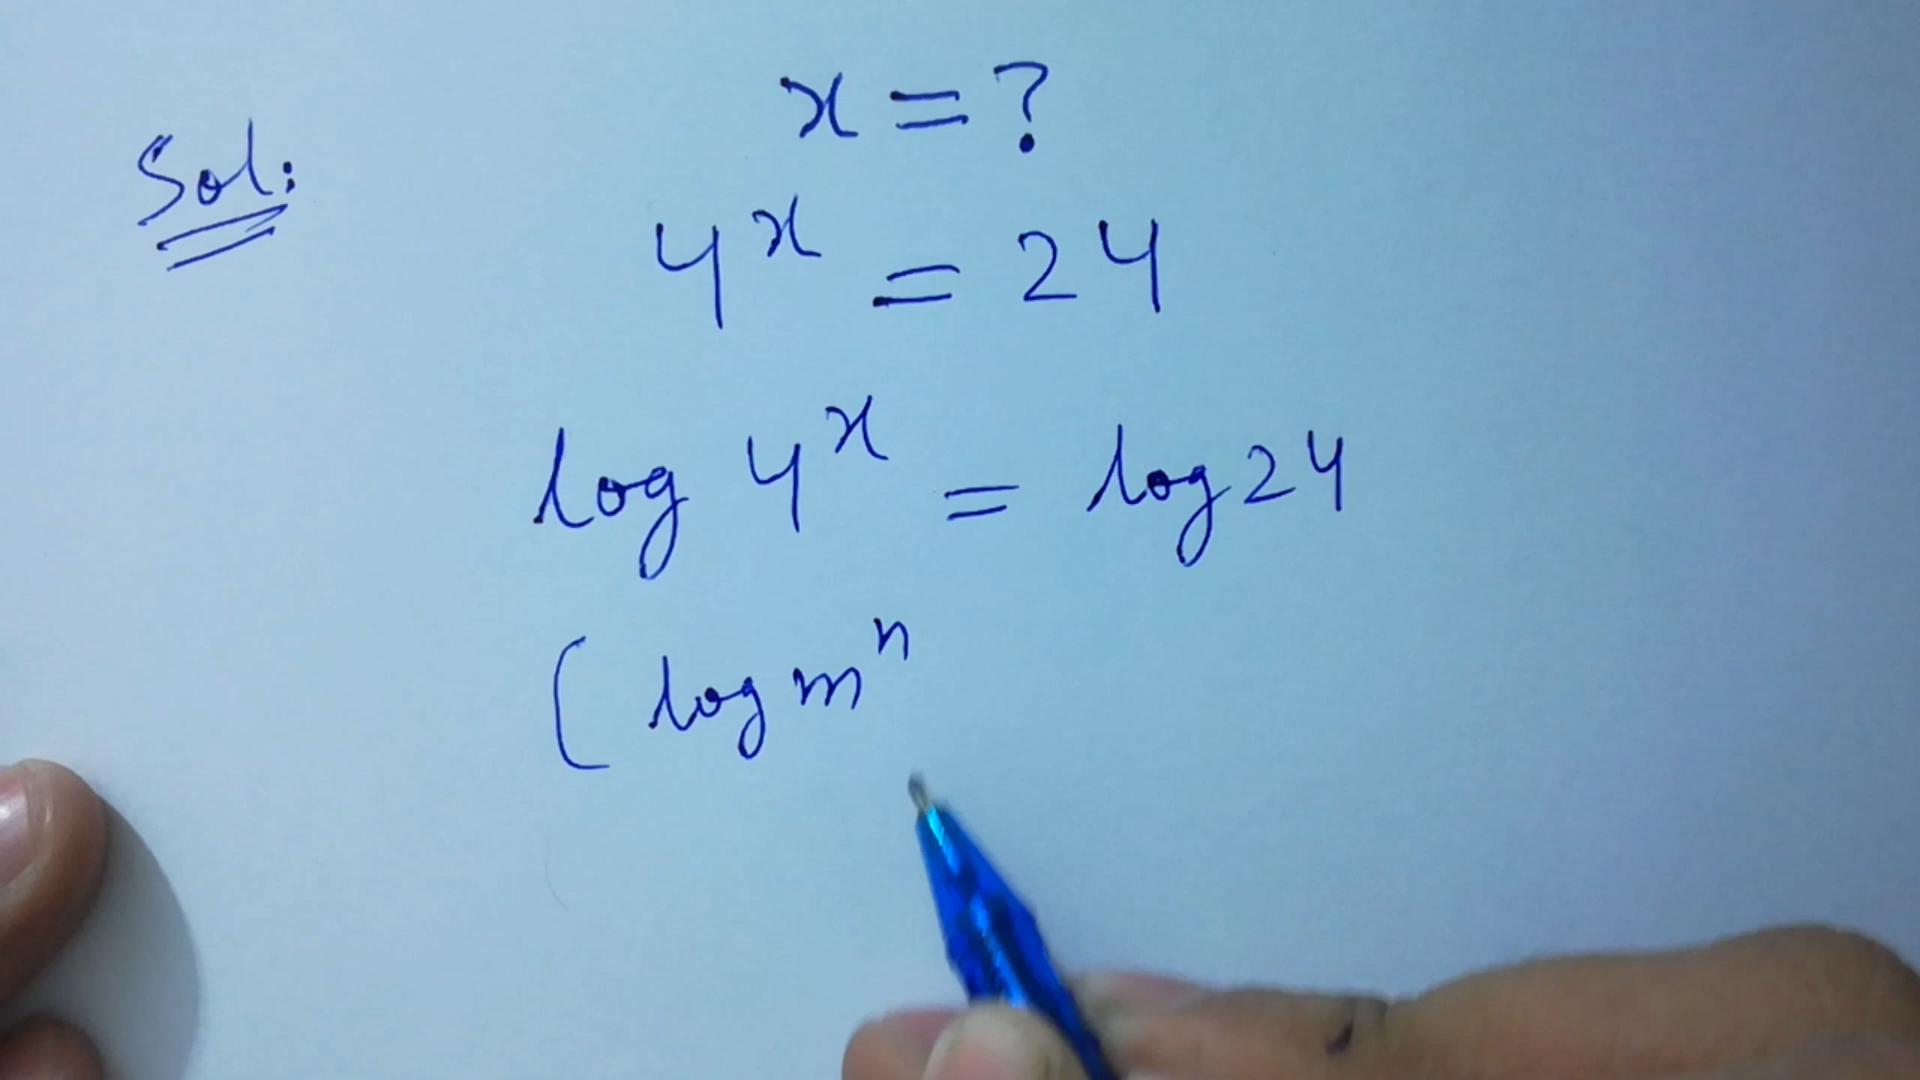 x = ?
Sol:
4^x = 24
log 4^x = log 24
( log m^n